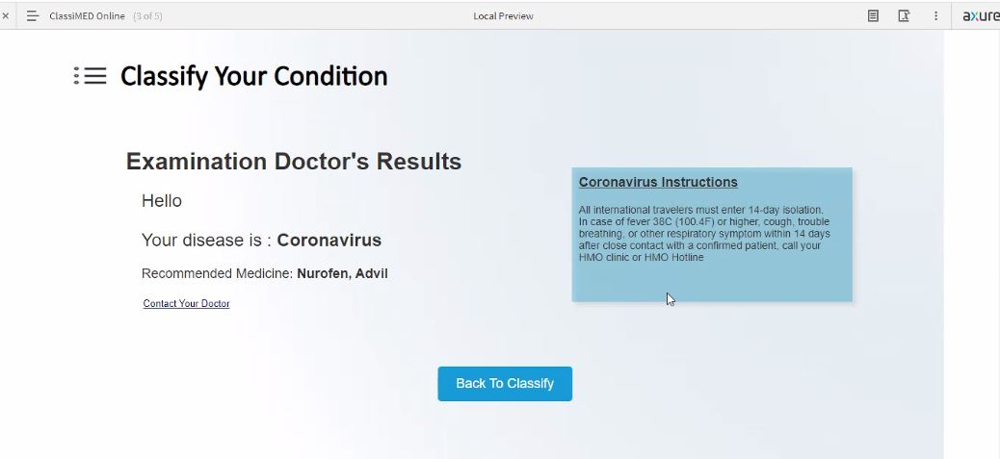 ClassiMED Online (3 of 5)
Local Preview
axure
Classify Your Condition
Examination Doctor's Results
Hello
Your disease is : Coronavirus
Recommended Medicine: Nurofen, Advil
Contact Your Doctor
Coronavirus Instructions
All international travelers must enter 14-day isolation.
In case of fever 38C (100.4F) or higher, cough, trouble
breathing, or other respiratory symptom within 14 days
after close contact with a confirmed patient, call your
HMO clinic or HMO Hotline
Back To Classify